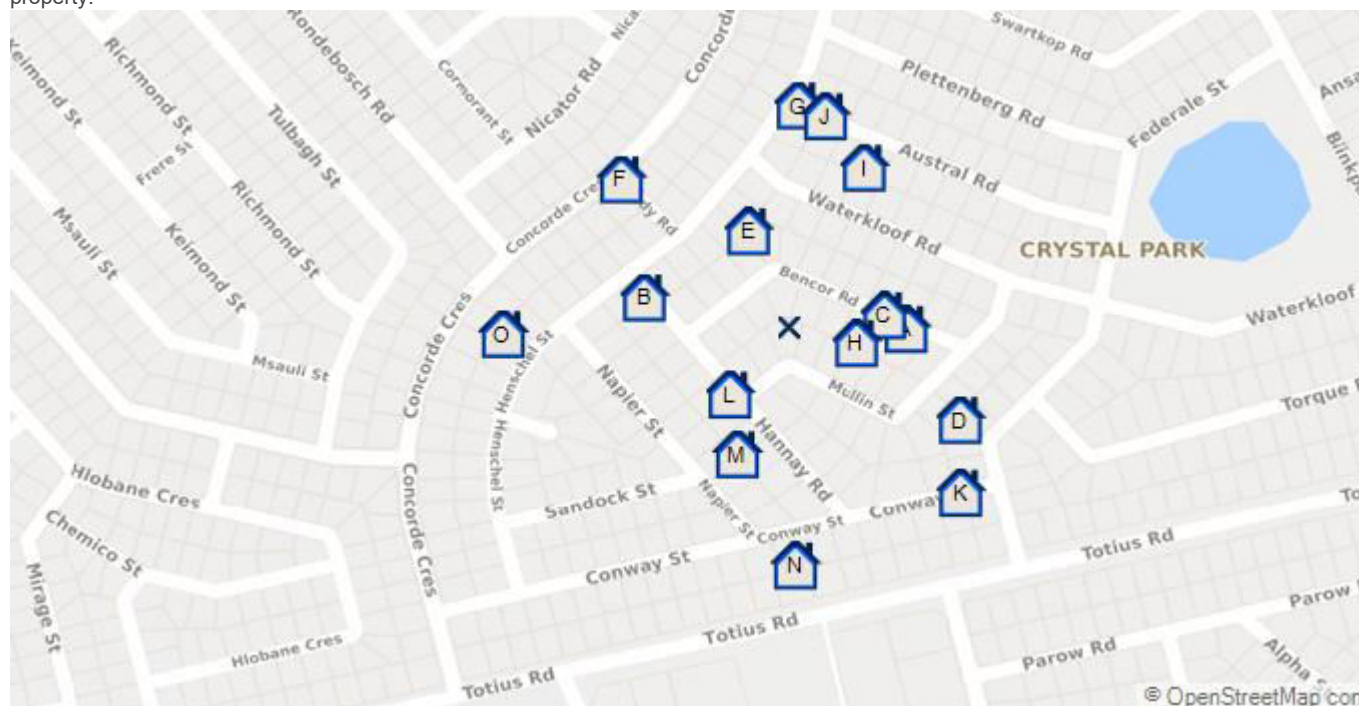 property.
Swartkop Rd
Rondebosch Rd
Concorde
Keimond St
Richmond St
Cormorant St
Nicator Rd
Plettenberg Rd
Federale St
Tulbagh St
G
J
Frere St
Austral Rd
I
F
Concorde Cres
Richmond St
Waterkloof Rd
Msauli St
Keimond St
E
CRYSTAL PARK
Bencor Rd
B
C
Waterkloof
O
H
Concorde Cres
Henschel St
Msauli St
Napier St
L
Mullin St
Torque
D
Hannay Rd
M
Henschel St
Hlobane Cres
Sandock St
Napier St
K
Conway
Chemico St
Concorde Cres
Conway St
Totius Rd
Conway St
N
Mirage St
Parow
Totius Rd
Hlobane Cres
Parow Rd
Alpha
Totius Rd
© OpenStreetMap con